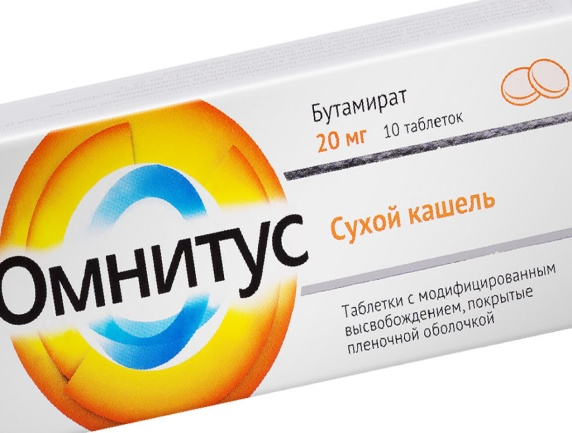 Бутамират
20 мг 10 таблеток
Сухой кашель
Омнитус
Таблетки с модифицированным
высвобождением, покрытые
пленочной оболочкой